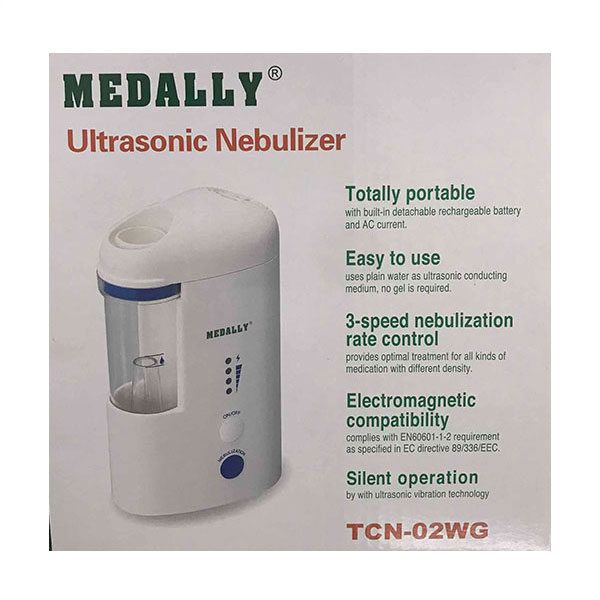 MEDALLY®
Ultrasonic Nebulizer
Totally portable
with built-in detachable rechargeable battery
and AC current.
Easy to use
uses plain water as ultrasonic conducting
medium, no gel is required.
3-speed nebulization
rate control
provides optimal treatment for all kinds of
medication with different density.
Electromagnetic
compatibility
complies with EN60601-1-2 requirement
as specified in EC directive 89/336/EEC.
Silent operation
by with ultrasonic vibration technology
TCN-02WG
MEDALLY®
ON/OFF
NEBULIZATION